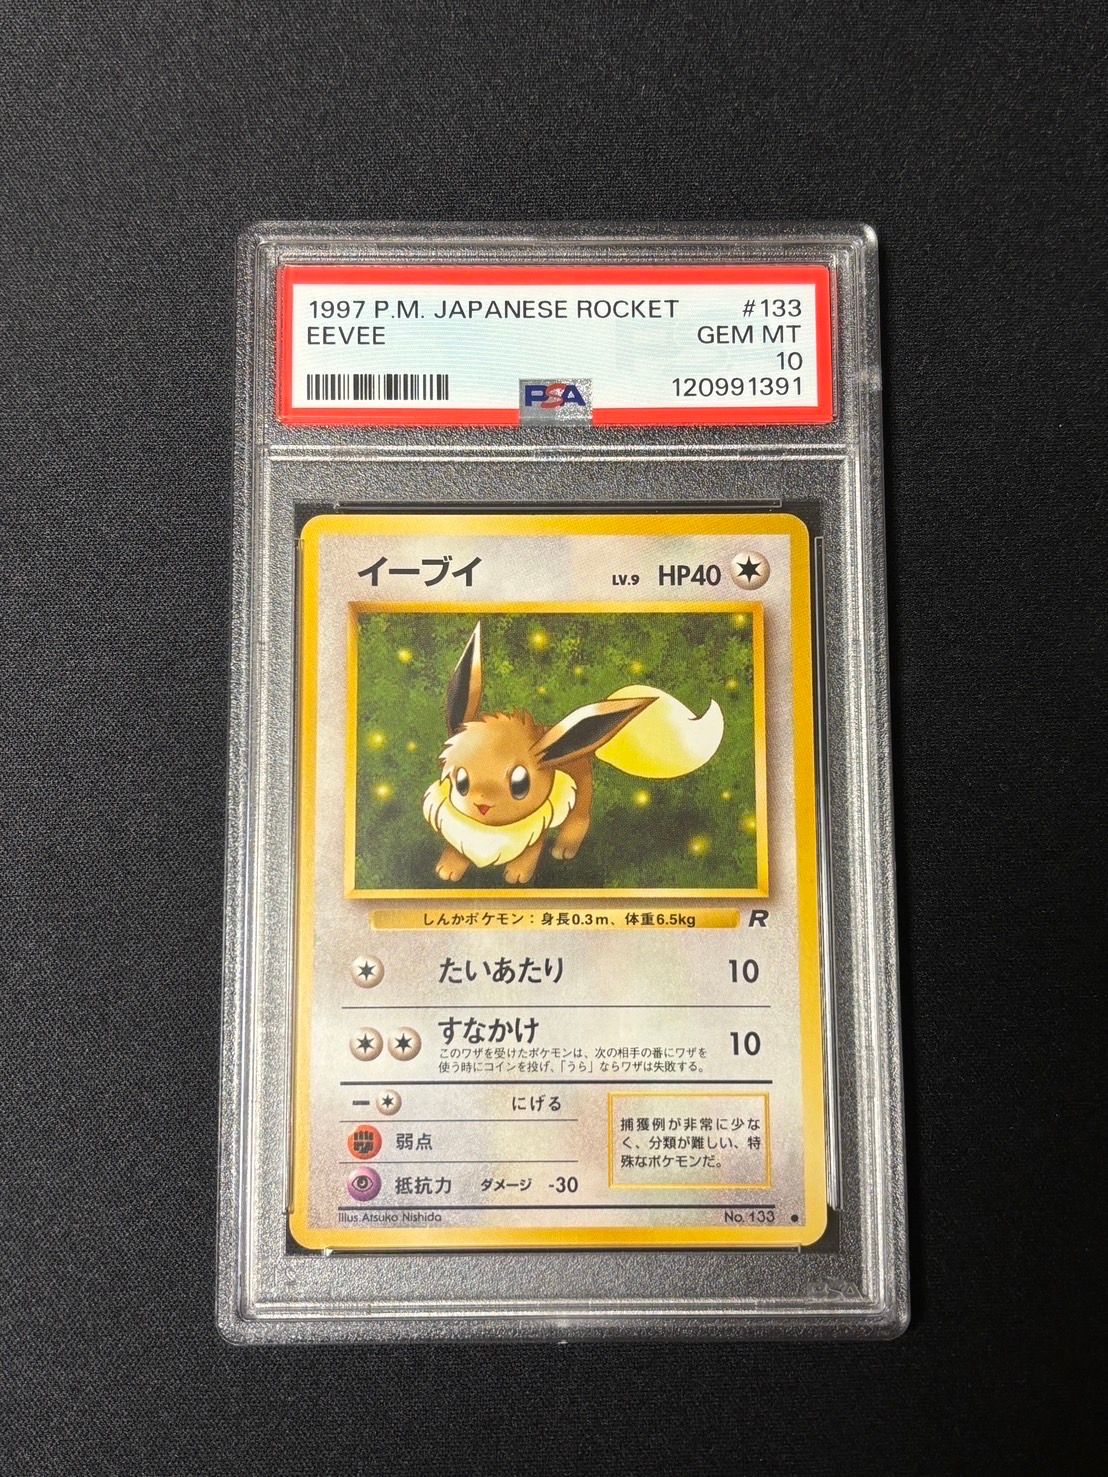 1997 P.M. JAPANESE ROCKET #133
EEVEE GEM MT
10
PSA 120991391
イーブイ LV.9 HP40
しんかポケモン：身長0.3m、体重6.5kg R
たいあたり 10
すなかけ 10
このワザを受けたポケモンは、次の相手の番にワザを
使う時にコインを投げ、「うら」ならワザは失敗する。
にげる
弱点
抵抗力 ダメージ -30
捕獲例が非常に少な
く、分類が難しい、特
殊なポケモンだ。
Illus.Atsuko Nishida No. 133
PSA